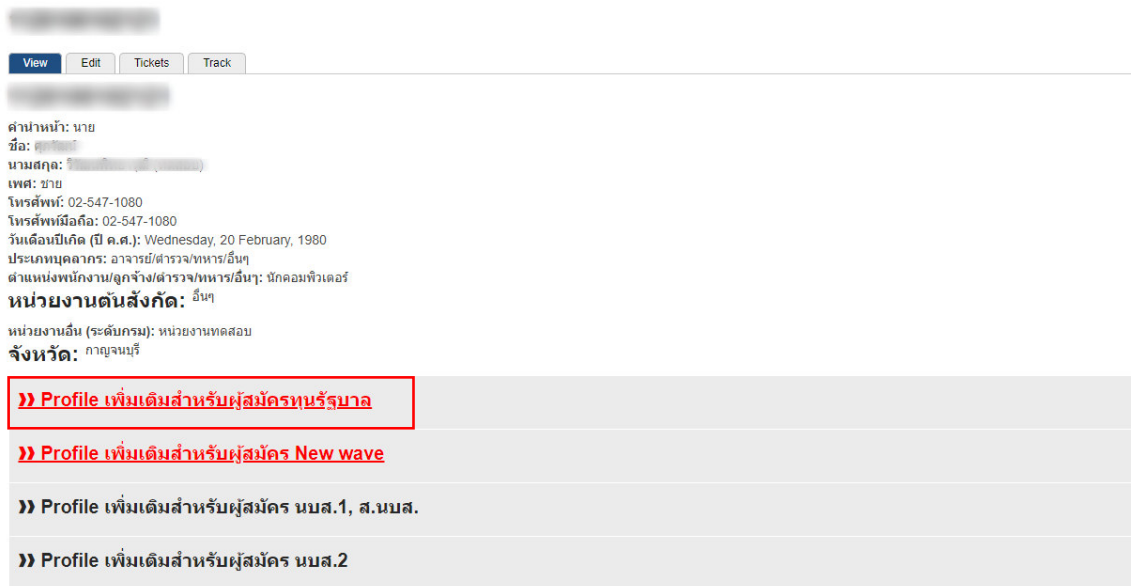 View Edit Tickets Track
คำนำหน้า: นาย
ชื่อ:
นามสกุล:
เพศ: ชาย
โทรศัพท์: 02-547-1080
โทรศัพท์มือถือ: 02-547-1080
วันเดือนปีเกิด (ปี ค.ศ.): Wednesday, 20 February, 1980
ประเภทบุคลากร: อาจารย์/ตำรวจ/ทหาร/อื่นๆ
ตำแหน่งพนักงาน/ลูกจ้าง/ตำรวจ/ทหาร/อื่นๆ: นักคอมพิวเตอร์
หน่วยงานต้นสังกัด: อื่นๆ
หน่วยงานอื่น (ระดับกรม): หน่วยงานทดสอบ
จังหวัด: กาญจนบุรี
》 Profile เพิ่มเติมสำหรับผู้สมัครทุนรัฐบาล
》 Profile เพิ่มเติมสำหรับผู้สมัคร New wave
》 Profile เพิ่มเติมสำหรับผู้สมัคร นบส.1, ส.นบส.
》 Profile เพิ่มเติมสำหรับผู้สมัคร นบส.2